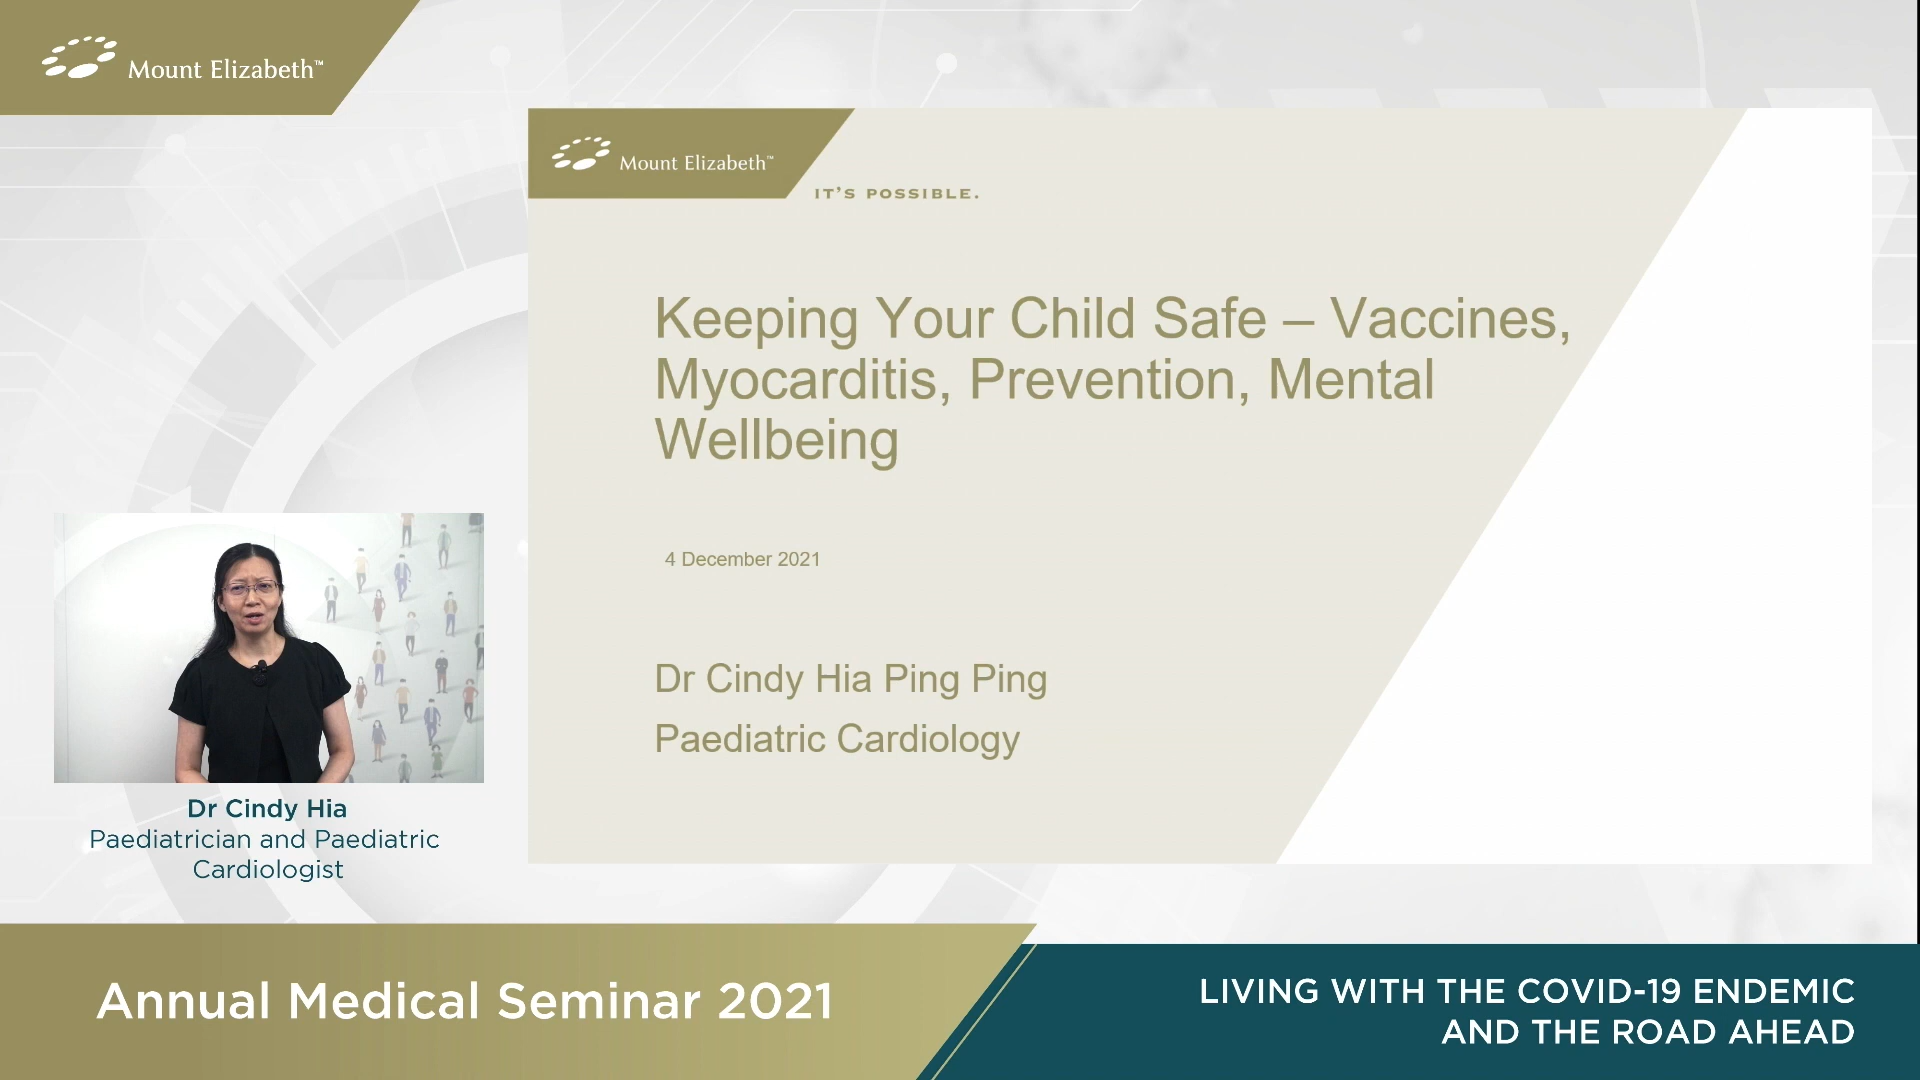 Mount Elizabeth™
Mount Elizabeth™
IT'S POSSIBLE.
Keeping Your Child Safe – Vaccines,
Myocarditis, Prevention, Mental
Wellbeing
4 December 2021
Dr Cindy Hia Ping Ping
Paediatric Cardiology
Dr Cindy Hia
Paediatrician and Paediatric
Cardiologist
Annual Medical Seminar 2021
LIVING WITH THE COVID-19 ENDEMIC
AND THE ROAD AHEAD